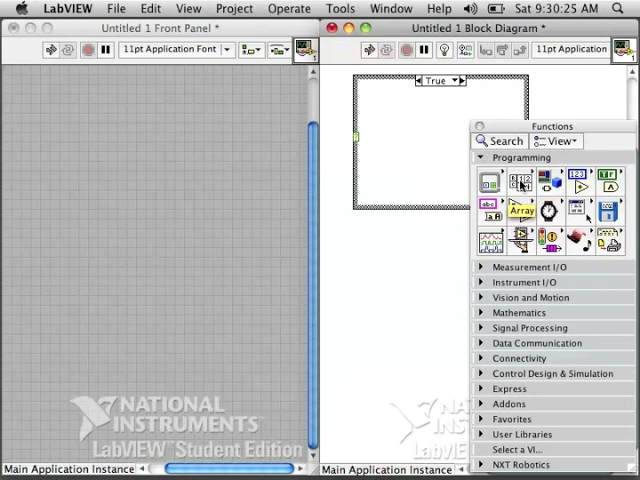 LabVIEW File Edit View Project Operate Tools Window Help Sat 9:30:25 AM
Untitled 1 Front Panel *
Untitled 1 Block Diagram *
11pt Application Font
11pt Application
True
Functions
Search
View
Programming
Array
Measurement I/O
Instrument I/O
Vision and Motion
Mathematics
Signal Processing
Data Communication
Connectivity
Control Design & Simulation
Express
Addons
Favorites
User Libraries
Select a VI...
NXT Robotics
NATIONAL
INSTRUMENTS
LabVIEW Student Edition
NAT
INSTR
LabVIEW
Main Application Instance
Main Application Instance